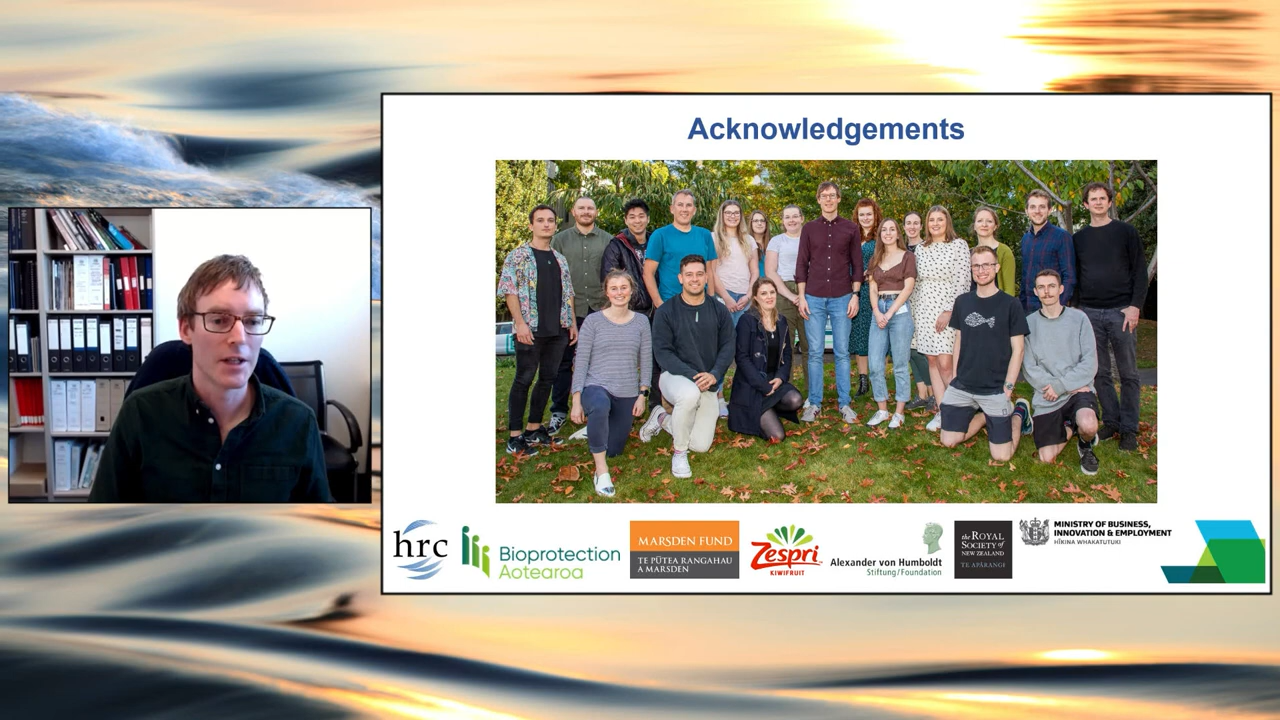 Acknowledgements
hrc
Bioprotection
Aotearoa
MARSDEN FUND
TE PŪTEA RANGAHAU
A MARSDEN
Zespri
KIWIFRUIT
Alexander von Humboldt
Stiftung/Foundation
the ROYAL
SOCIETY of
NEW ZEALAND
TE APĀRANGI
MINISTRY OF BUSINESS,
INNOVATION & EMPLOYMENT
HĪKINA WHAKATUTUKI